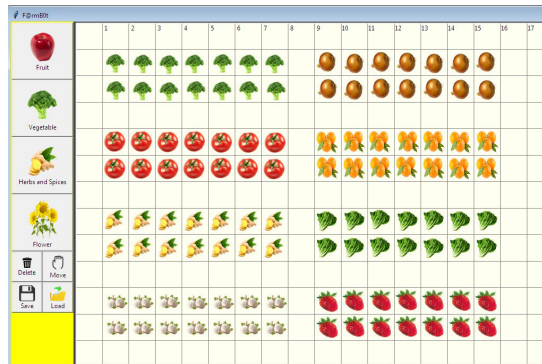 F@rmB0t
1 2 3 4 5 6 7 8 9 10 11 12 13 14 15 16 17
Fruit
Vegetable
Herbs and Spices
Flower
Delete Move
Save Load